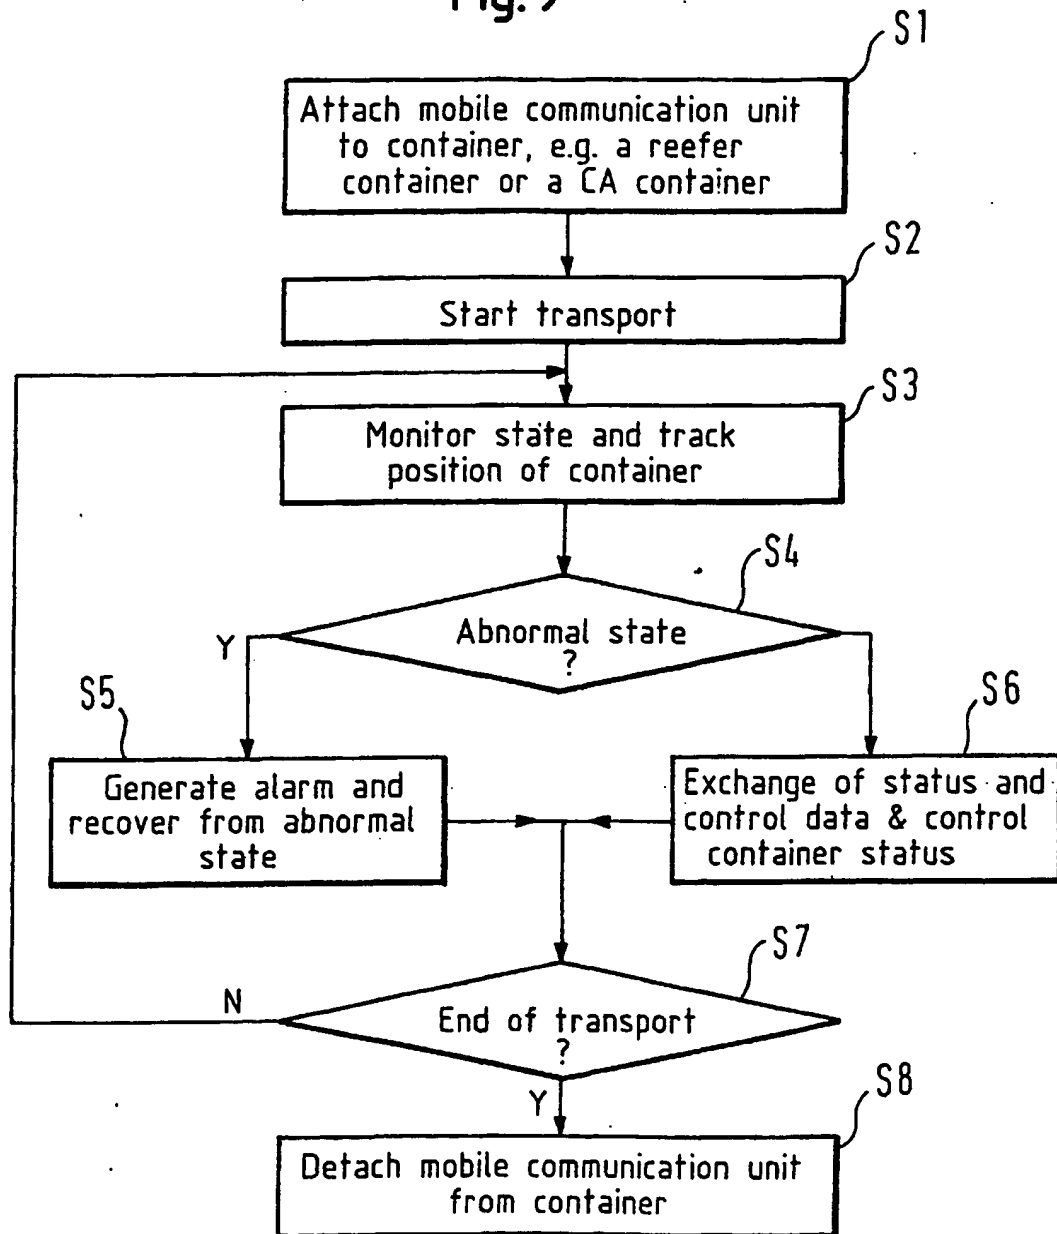 S1
Attach mobile communication unit
to container, e.g. a reefer
container or a CA container
S2
Start transport
S3
Monitor state and track
position of container
S4
Abnormal state
?
Y
S5
Generate alarm and
recover from abnormal
state
S6
Exchange of status and
control data & control
container status
S7
End of transport
?
N
Y
S8
Detach mobile communication unit
from container